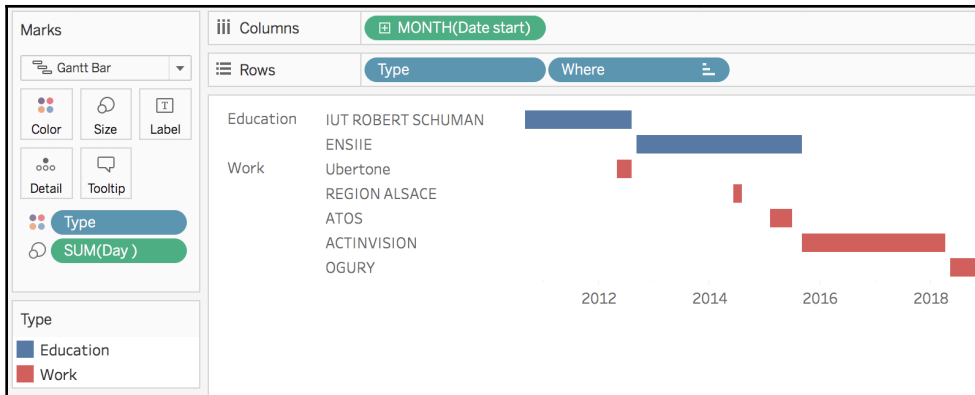 Marks
Gantt Bar
Color Size Label
Detail Tooltip
Type
SUM(Day )
Type
Education
Work
Columns MONTH(Date start)
Rows Type Where
Education IUT ROBERT SCHUMAN
ENSIIE
Work Ubertone
REGION ALSACE
ATOS
ACTINVISION
OGURY
2012 2014 2016 2018